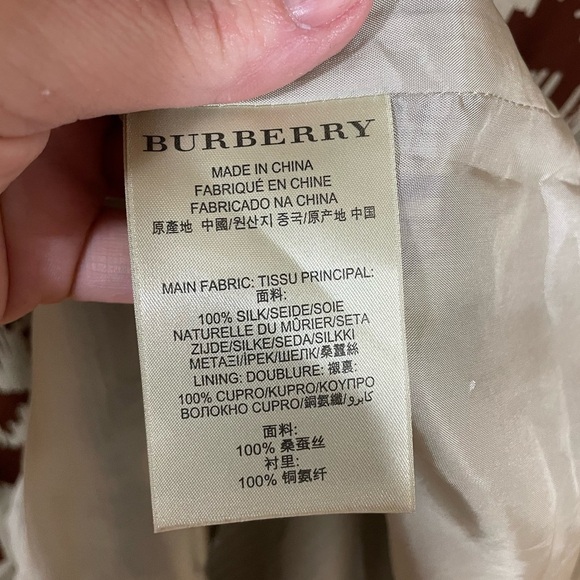 BURBERRY
MADE IN CHINA
FABRIQUÉ EN CHINE
FABRICADO NA CHINA
原產地 中國/원산지 중국/原产地 中国
MAIN FABRIC: TISSU PRINCIPAL:
面料:
100% SILK/SEIDE/SOIE
NATURELLE DU MÛRIER/SETA
ZIJDE/SILKE/SEDA/SILKKI
ΜΕΤΑΞΙ/İPEK/ШЕЛК/桑蠶絲
LINING: DOUBLURE: 襯裏:
100% CUPRO/KUPRO/ΚΟΥΠΡΟ
ВОЛОКНО CUPRO/銅氨纖/كابرو
面料:
100% 桑蚕丝
衬里:
100% 铜氨纤